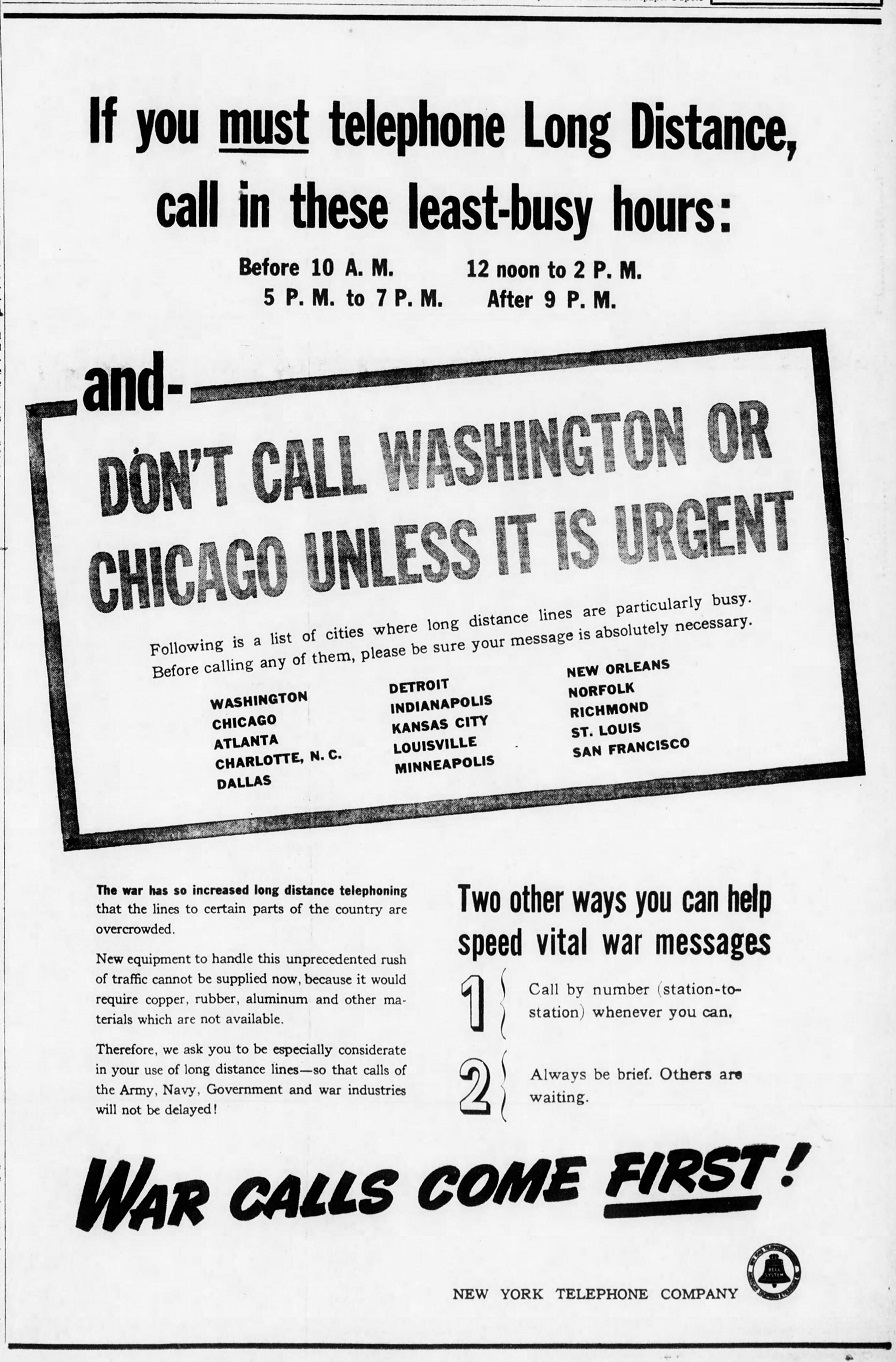 If you must telephone Long Distance,
call in these least-busy hours:
Before 10 A. M. 12 noon to 2 P. M.
5 P. M. to 7 P. M. After 9 P. M.
and-
DON'T CALL WASHINGTON OR
CHICAGO UNLESS IT IS URGENT
Following is a list of cities where long distance lines are particularly busy.
Before calling any of them, please be sure your message is absolutely necessary.
WASHINGTON
CHICAGO
ATLANTA
CHARLOTTE, N. C.
DALLAS
DETROIT
INDIANAPOLIS
KANSAS CITY
LOUISVILLE
MINNEAPOLIS
NEW ORLEANS
NORFOLK
RICHMOND
ST. LOUIS
SAN FRANCISCO
The war has so increased long distance telephoning
that the lines to certain parts of the country are
overcrowded.
New equipment to handle this unprecedented rush
of traffic cannot be supplied now, because it would
require copper, rubber, aluminum and other ma-
terials which are not available.
Therefore, we ask you to be especially considerate
in your use of long distance lines—so that calls of
the Army, Navy, Government and war industries
will not be delayed!
Two other ways you can help
speed vital war messages
1 Call by number (station-to-
station) whenever you can.
2 Always be brief. Others are
waiting.
WAR CALLS COME FIRST!
NEW YORK TELEPHONE COMPANY
BELL
SYSTEM